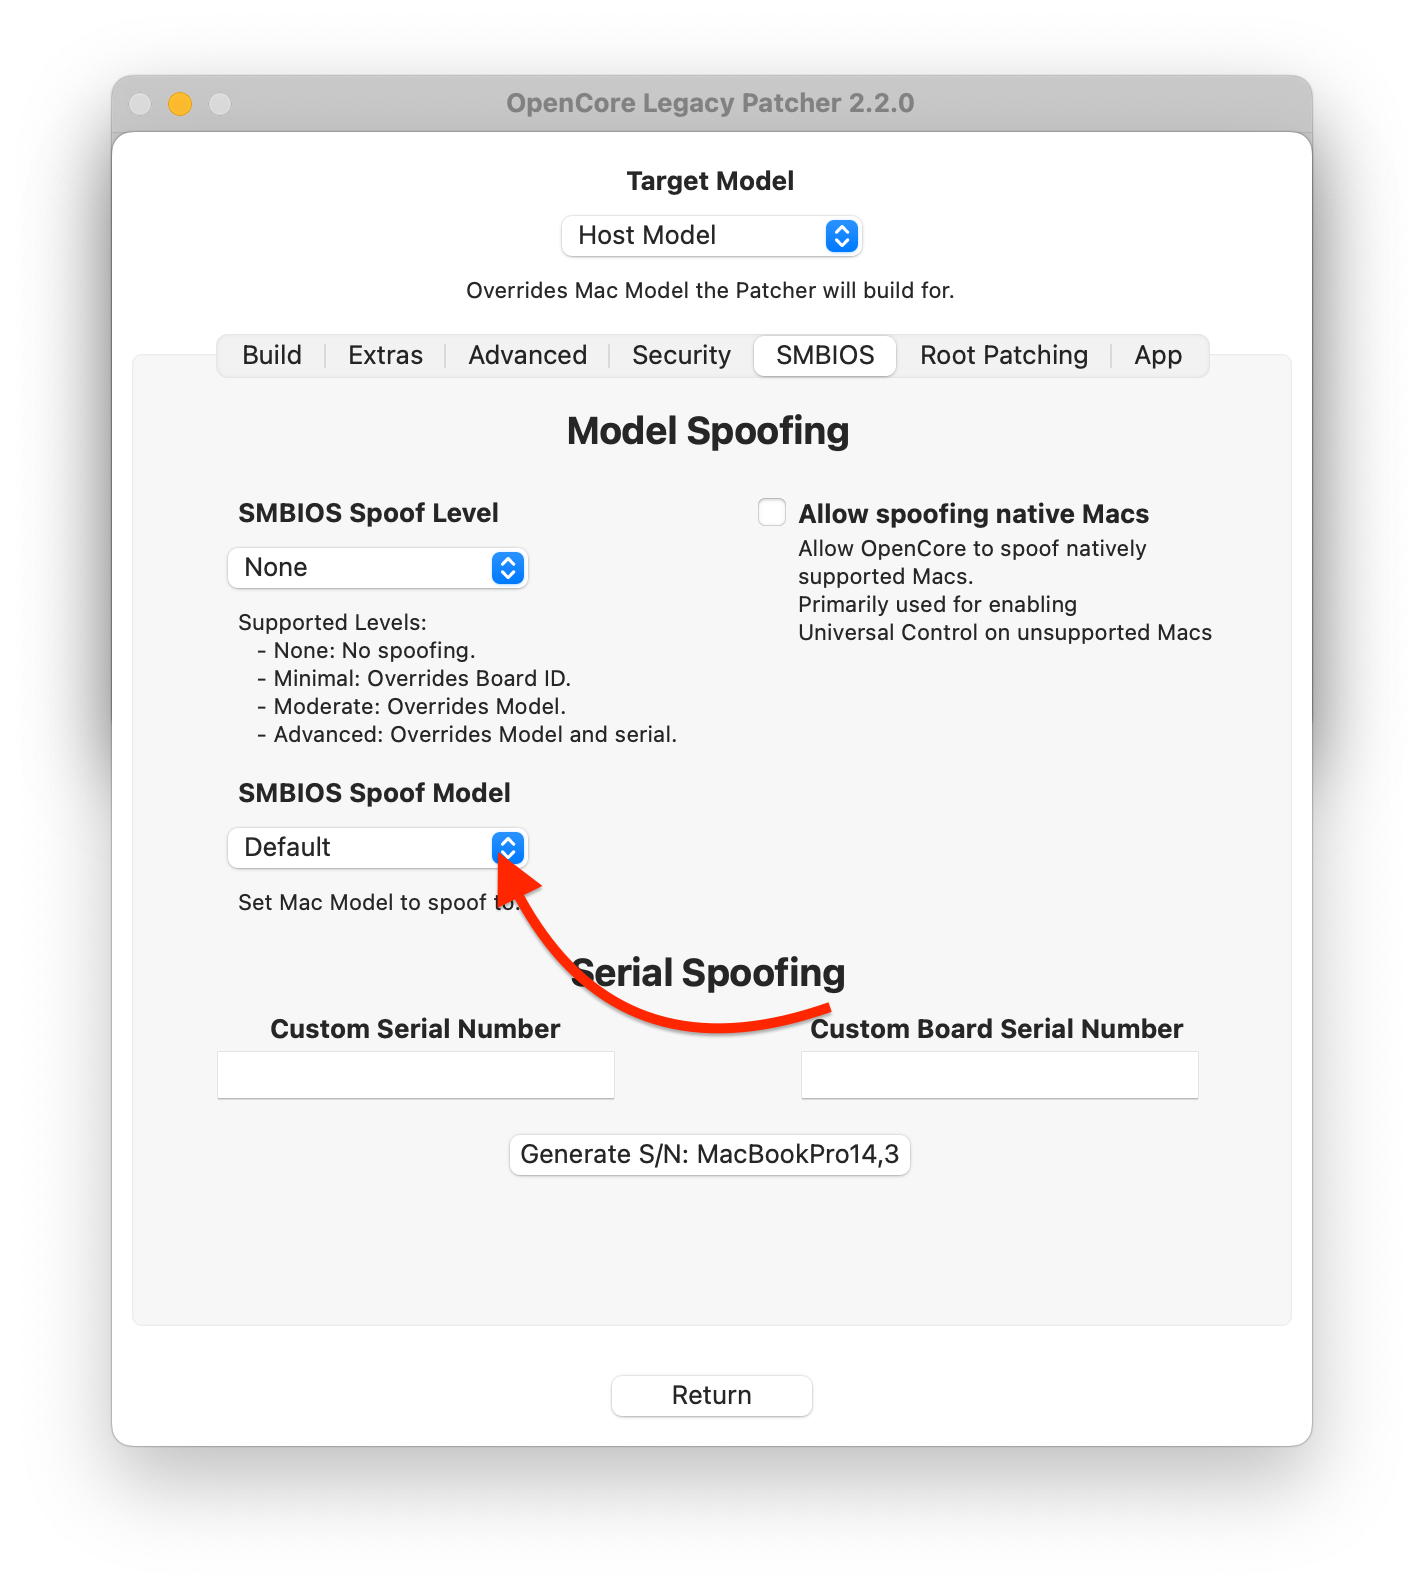 OpenCore Legacy Patcher 2.2.0
Target Model
Host Model
Overrides Mac Model the Patcher will build for.
Build Extras Advanced Security SMBIOS Root Patching App
Model Spoofing
SMBIOS Spoof Level
None
Supported Levels:
- None: No spoofing.
- Minimal: Overrides Board ID.
- Moderate: Overrides Model.
- Advanced: Overrides Model and serial.
Allow spoofing native Macs
Allow OpenCore to spoof natively
supported Macs.
Primarily used for enabling
Universal Control on unsupported Macs
SMBIOS Spoof Model
Default
Set Mac Model to spoof to.
Serial Spoofing
Custom Serial Number
Custom Board Serial Number
Generate S/N: MacBookPro14,3
Return